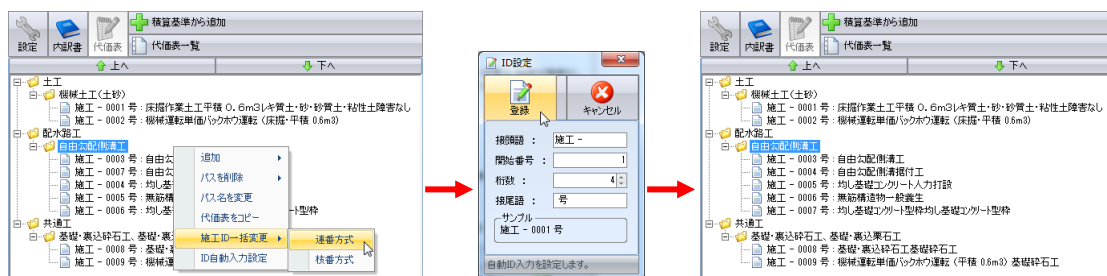 設定
内訳書
代価表
積算基準から追加
代価表一覧
上へ
下へ
土工
機械土工(土砂)
施工 - 0001 号 : 床掘作業土工平積 0.6m3レキ質土・砂・砂質土・粘性土障害なし
施工 - 0002 号 : 機械運転単価バックホウ運転 (床掘・平積 0.6m3)
配水路工
自由勾配側溝工
施工 - 0003 号 : 自由勾
施工 - 0007 号 : 自由勾
施工 - 0004 号 : 均し基
施工 - 0005 号 : 無筋構
施工 - 0006 号 : 均し基
ート型枠
共通工
基礎・裏込砕石工、基礎・裏
施工 - 0008 号 : 基礎・
施工 - 0009 号 : 機械運
追加
パスを削除
パス名を変更
代価表をコピー
施工ID一括変更
ID自動入力設定
連番方式
枝番方式
ID設定
登録
キャンセル
接頭語 : 施工 -
開始番号 : 1
桁数 : 4
接尾語 : 号
サンプル
施工 - 0001 号
自動ID入力を設定します。
設定
内訳書
代価表
積算基準から追加
代価表一覧
上へ
下へ
土工
機械土工(土砂)
施工 - 0001 号 : 床掘作業土工平積 0.6m3レキ質土・砂・砂質土・粘性土障害なし
施工 - 0002 号 : 機械運転単価バックホウ運転 (床掘・平積 0.6m3)
配水路工
自由勾配側溝工
施工 - 0003 号 : 自由勾配側溝工
施工 - 0004 号 : 自由勾配側溝据付工
施工 - 0005 号 : 均し基礎コンクリート人力打設
施工 - 0006 号 : 無筋構造物一般養生
施工 - 0007 号 : 均し基礎コンクリート型枠均し基礎コンクリート型枠
共通工
基礎・裏込砕石工、基礎・裏込栗石工
施工 - 0008 号 : 基礎・裏込砕石工基礎砕石工
施工 - 0009 号 : 機械運転単価バックホウ運転 (平積 0.6m3) 基礎砕石工